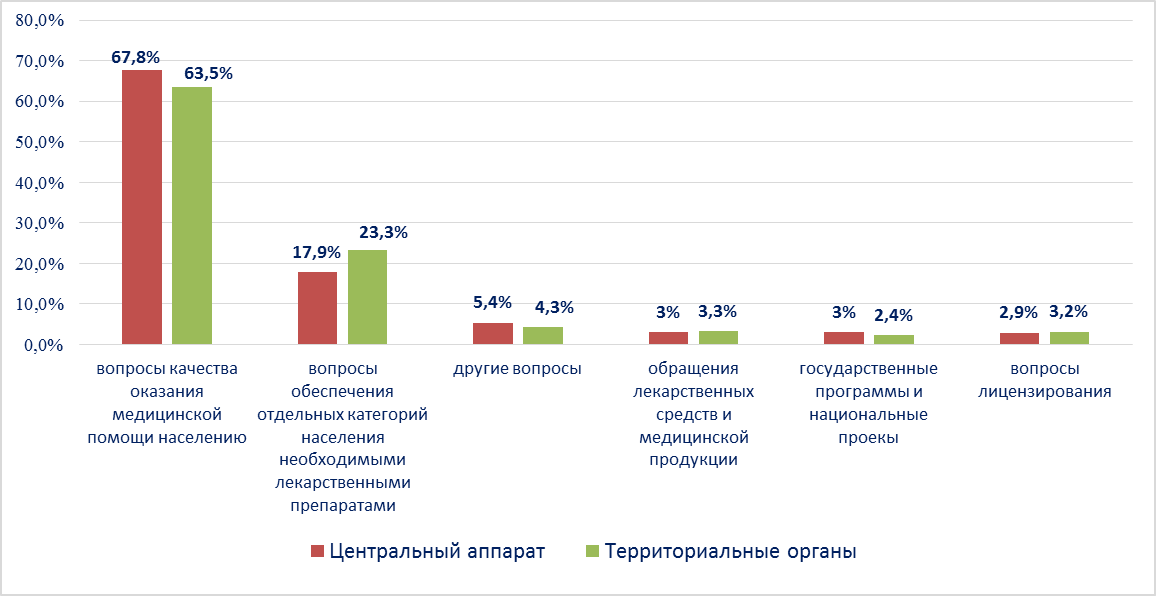 80,0%
70,0%
60,0%
50,0%
40,0%
30,0%
20,0%
10,0%
0,0%
67,8%
63,5%
17,9%
23,3%
5,4%
4,3%
3%
3,3%
3%
2,4%
2,9%
3,2%
вопросы качества
оказания
медицинской
помощи населению
вопросы
обеспечения
отдельных категорий
населения
необходимыми
лекарственными
препаратами
другие вопросы
обращения
лекарственных
средств и
медицинской
продукции
государственные
программы и
национальные
проекы
вопросы
лицензирования
Центральный аппарат
Территориальные органы